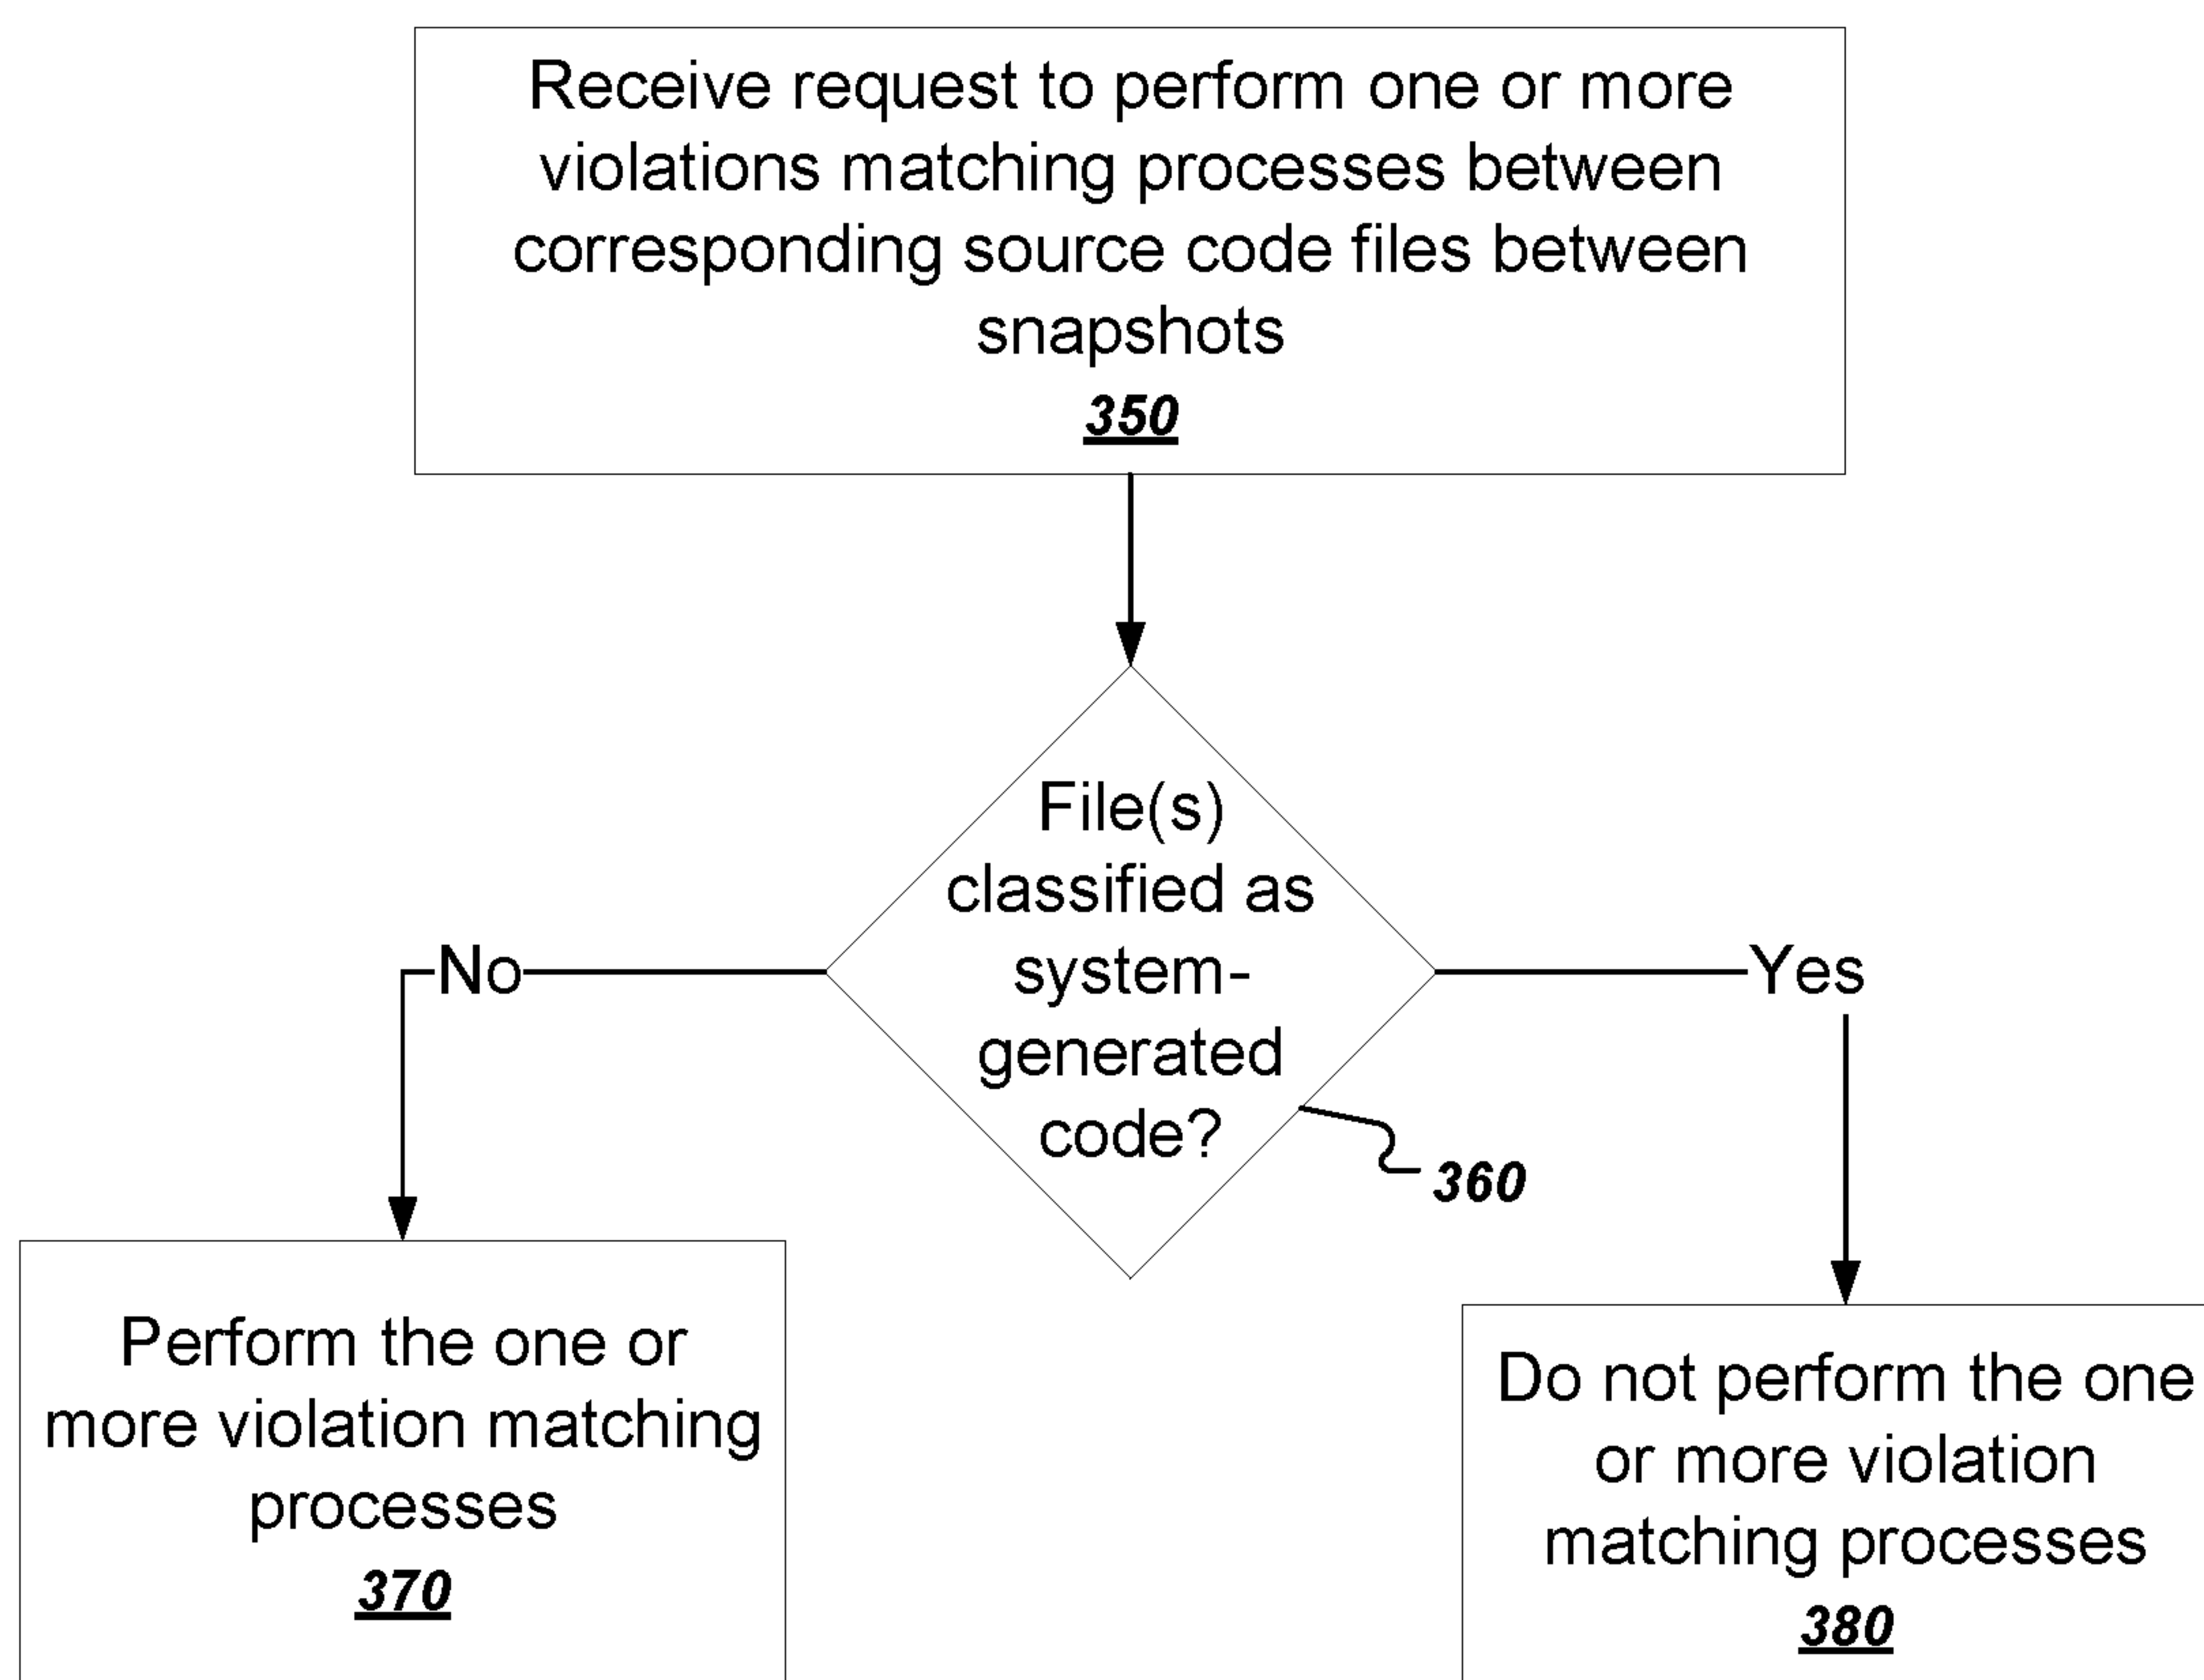 Receive request to perform one or more
violations matching processes between
corresponding source code files between
snapshots
350
File(s)
classified as
system-
generated
code?
No
Yes
360
Perform the one or
more violation matching
processes
370
Do not perform the one
or more violation
matching processes
380